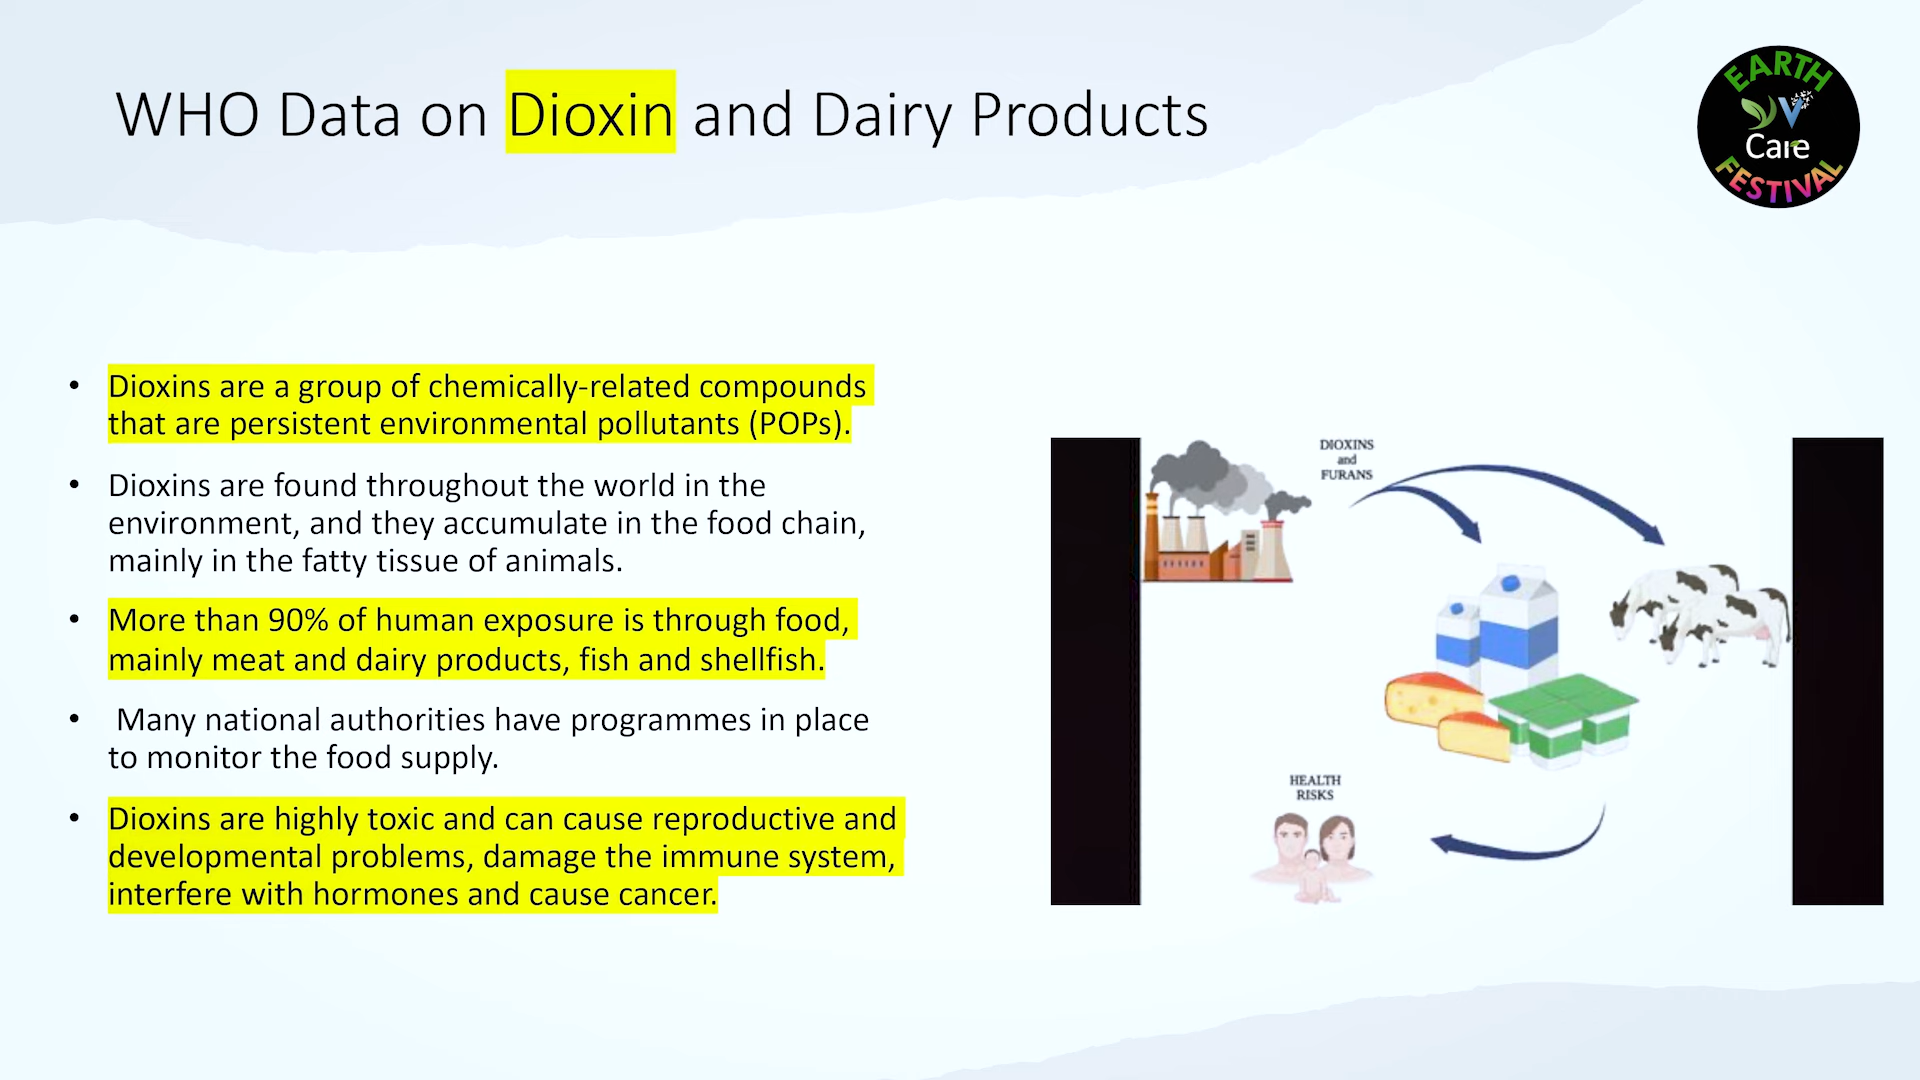 WHO Data on Dioxin and Dairy Products
EARTH
V
Care
FESTIVAL
• Dioxins are a group of chemically-related compounds
that are persistent environmental pollutants (POPs).
• Dioxins are found throughout the world in the
environment, and they accumulate in the food chain,
mainly in the fatty tissue of animals.
• More than 90% of human exposure is through food,
mainly meat and dairy products, fish and shellfish.
• Many national authorities have programmes in place
to monitor the food supply.
• Dioxins are highly toxic and can cause reproductive and
developmental problems, damage the immune system,
interfere with hormones and cause cancer.
DIOXINS
and
FURANS
HEALTH
RISKS